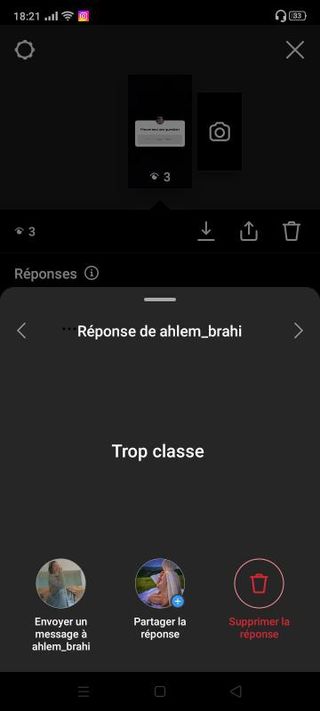 18:21
33
3
3
Réponses
Réponse de ahlem_brahi
Trop classe
Envoyer un
message à
ahlem_brahi
Partager la
réponse
Supprimer la
réponse